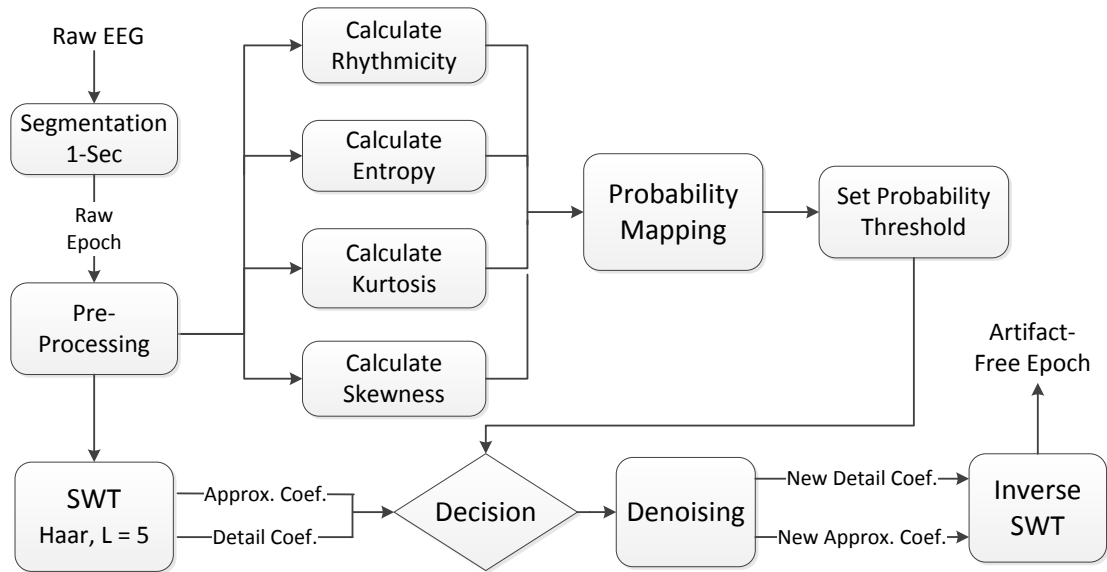 Raw EEG
Segmentation
1-Sec
Raw
Epoch
Pre-
Processing
Calculate
Rhythmicity
Calculate
Entropy
Calculate
Kurtosis
Calculate
Skewness
Probability
Mapping
Set Probability
Threshold
SWT
Haar, L = 5
Approx. Coef.
Detail Coef.
Decision
Denoising
New Detail Coef.
New Approx. Coef.
Inverse
SWT
Artifact-
Free Epoch